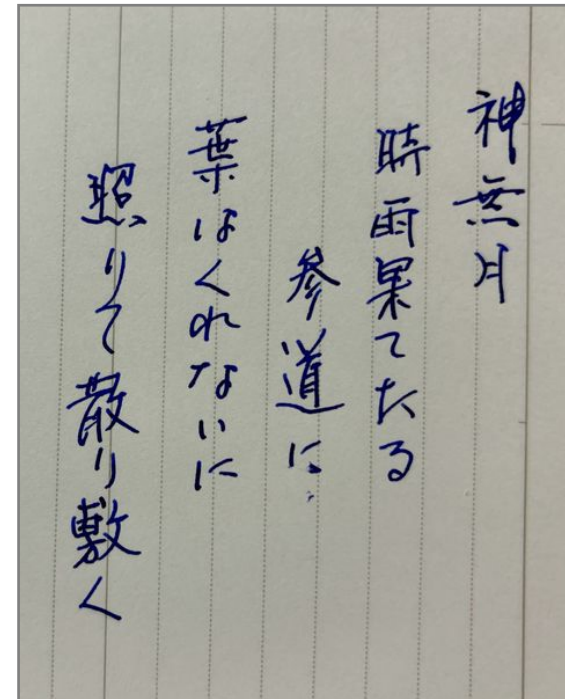 神無月
時雨果てたる
参道に
葉はくれないに
照りて散り敷く